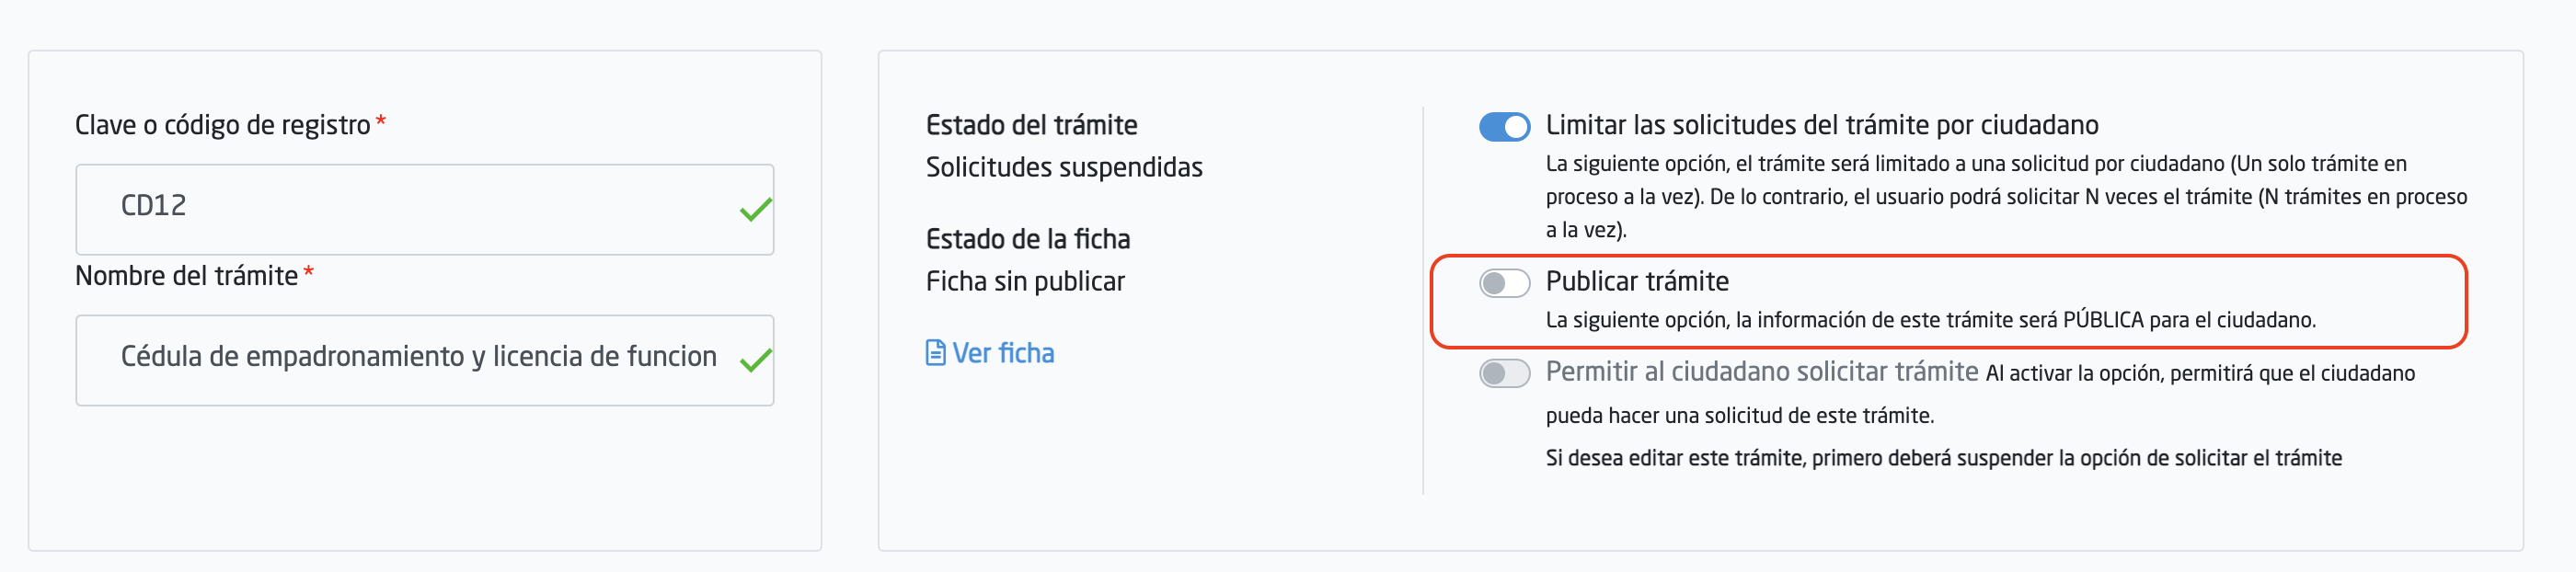 Clave o código de registro*
CD12
Nombre del trámite*
Cédula de empadronamiento y licencia de funcion
Estado del trámite
Solicitudes suspendidas
Estado de la ficha
Ficha sin publicar
Ver ficha
Limitar las solicitudes del trámite por ciudadano
La siguiente opción, el trámite será limitado a una solicitud por ciudadano (Un solo trámite en
proceso a la vez). De lo contrario, el usuario podrá solicitar N veces el trámite (N trámites en proceso
a la vez).
Publicar trámite
La siguiente opción, la información de este trámite será PÚBLICA para el ciudadano.
Permitir al ciudadano solicitar trámite Al activar la opción, permitirá que el ciudadano
pueda hacer una solicitud de este trámite.
Si desea editar este trámite, primero deberá suspender la opción de solicitar el trámite